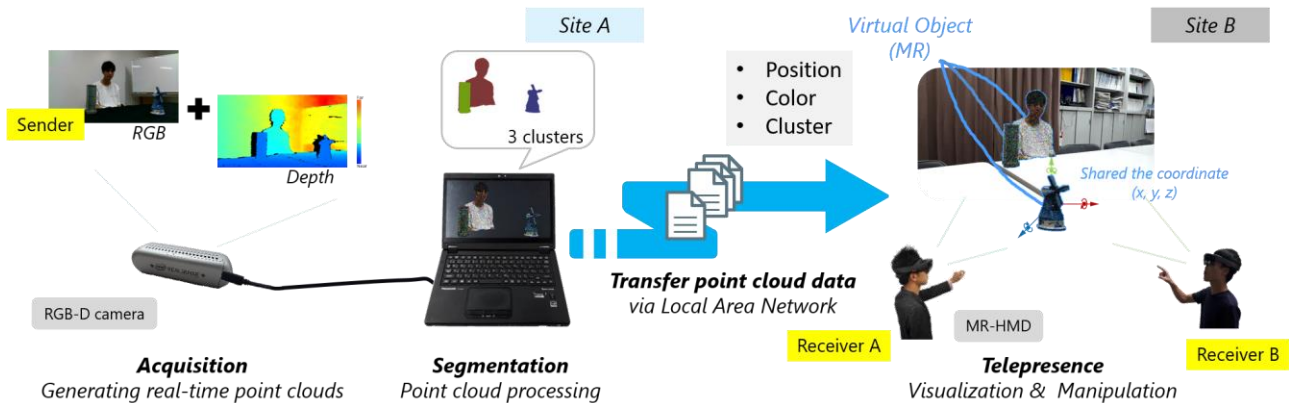 Site A
Site B
Virtual Object
(MR)
• Position
• Color
• Cluster
Sender
RGB
Depth
3 clusters
Shared the coordinate
(x, y, z)
Transfer point cloud data
via Local Area Network
RGB-D camera
MR-HMD
Receiver A
Receiver B
Acquisition
Generating real-time point clouds
Segmentation
Point cloud processing
Telepresence
Visualization & Manipulation